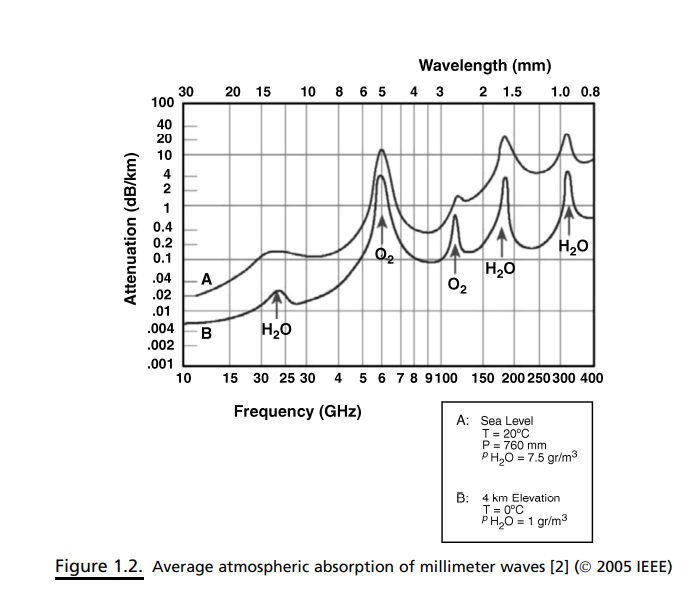 Wavelength (mm)
30 20 15 10 8 6 5 4 3 2 1.5 1.0 0.8
Attenuation (dB/km)
100
40
20
10
4
2
1
0.4
0.2
0.1
.04
.02
.01
.004
.002
.001
A
B
H₂O
O₂
O₂
H₂O
H₂O
10 15 30 25 30 4 5 6 7 8 9 100 150 200 250 300 400
Frequency (GHz)
A: Sea Level
T = 20°C
P = 760 mm
ᵖ H₂O = 7.5 gr/m³
B: 4 km Elevation
T = 0°C
ᵖ H₂O = 1 gr/m³
Figure 1.2. Average atmospheric absorption of millimeter waves [2] (© 2005 IEEE)